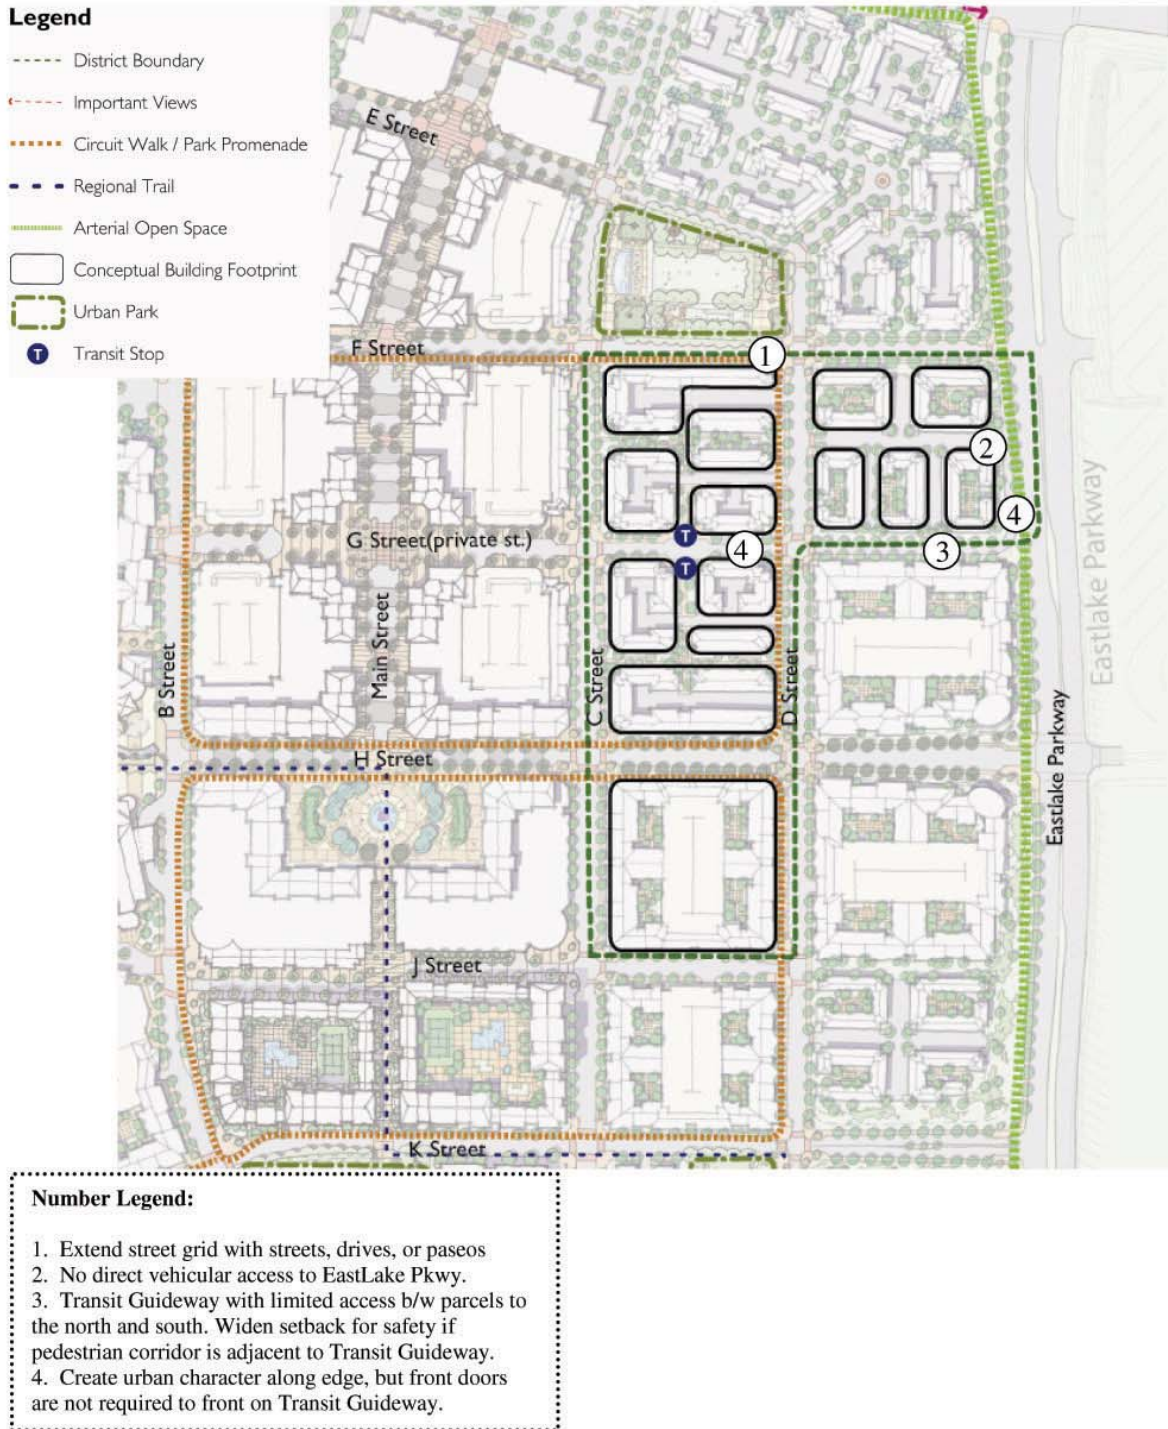 Legend
District Boundary
Important Views
Circuit Walk / Park Promenade
Regional Trail
Arterial Open Space
Conceptual Building Footprint
Urban Park
T Transit Stop
E Street
F Street
1
2
4
3
4
T
T
G Street(private st.)
Main Street
B Street
C Street
D Street
Eastlake Parkway
Eastlake Parkway
H Street
J Street
K Street
Number Legend:
1. Extend street grid with streets, drives, or paseos
2. No direct vehicular access to EastLake Pkwy.
3. Transit Guideway with limited access b/w parcels to
the north and south. Widen setback for safety if
pedestrian corridor is adjacent to Transit Guideway.
4. Create urban character along edge, but front doors
are not required to front on Transit Guideway.